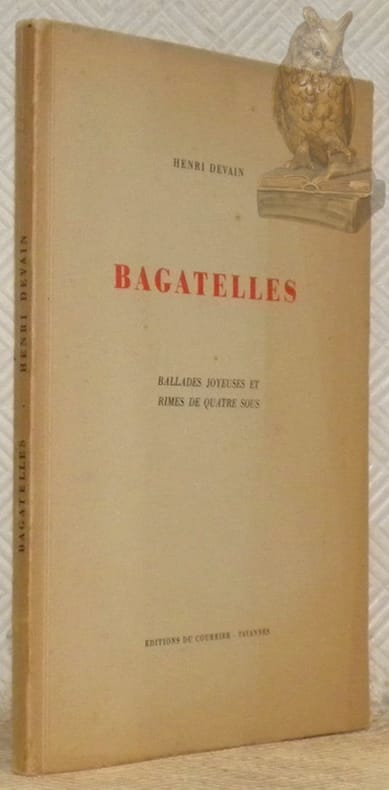 HENRI DEVAIN
BAGATELLES
BALLADES JOYEUSES ET
RIMES DE QUATRE SOUS
EDITIONS DU COURRIER - TAVANNES
BAGATELLES . HENRI DEVAIN